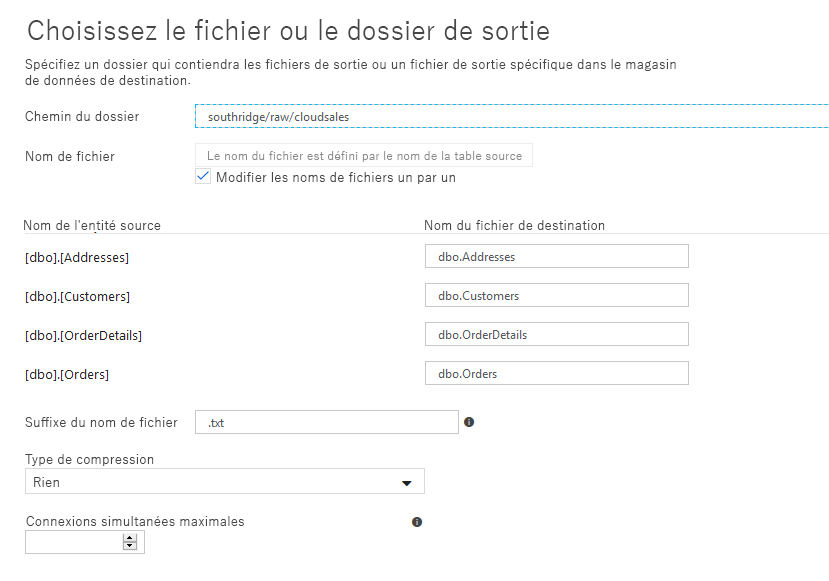 Choisissez le fichier ou le dossier de sortie
Spécifiez un dossier qui contiendra les fichiers de sortie ou un fichier de sortie spécifique dans le magasin
de données de destination.
Chemin du dossier southridge/raw/cloudsales
Nom de fichier Le nom du fichier est défini par le nom de la table source
Modifier les noms de fichiers un par un
Nom de l'entité source Nom du fichier de destination
[dbo].[Addresses] dbo.Addresses
[dbo].[Customers] dbo.Customers
[dbo].[OrderDetails] dbo.OrderDetails
[dbo].[Orders] dbo.Orders
Suffixe du nom de fichier .txt
Type de compression
Rien
Connexions simultanées maximales